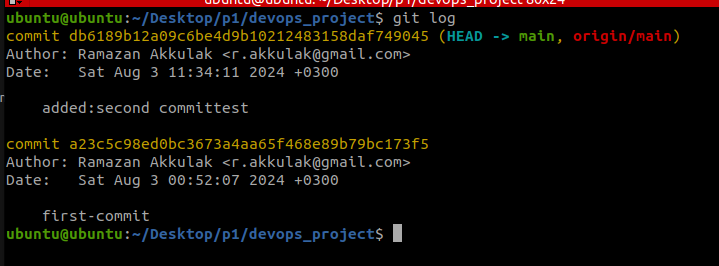 ubuntu@ubuntu: ~/Desktop/p1/devops_project 80x24
ubuntu@ubuntu:~/Desktop/p1/devops_project$ git log
commit db6189b12a09c6be4d9b10212483158daf749045 (HEAD -> main, origin/main)
Author: Ramazan Akkulak <r.akkulak@gmail.com>
Date:   Sat Aug 3 11:34:11 2024 +0300
added:second committest
commit a23c5c98ed0bc3673a4aa65f468e89b79bc173f5
Author: Ramazan Akkulak <r.akkulak@gmail.com>
Date:   Sat Aug 3 00:52:07 2024 +0300
first-commit
ubuntu@ubuntu:~/Desktop/p1/devops_project$